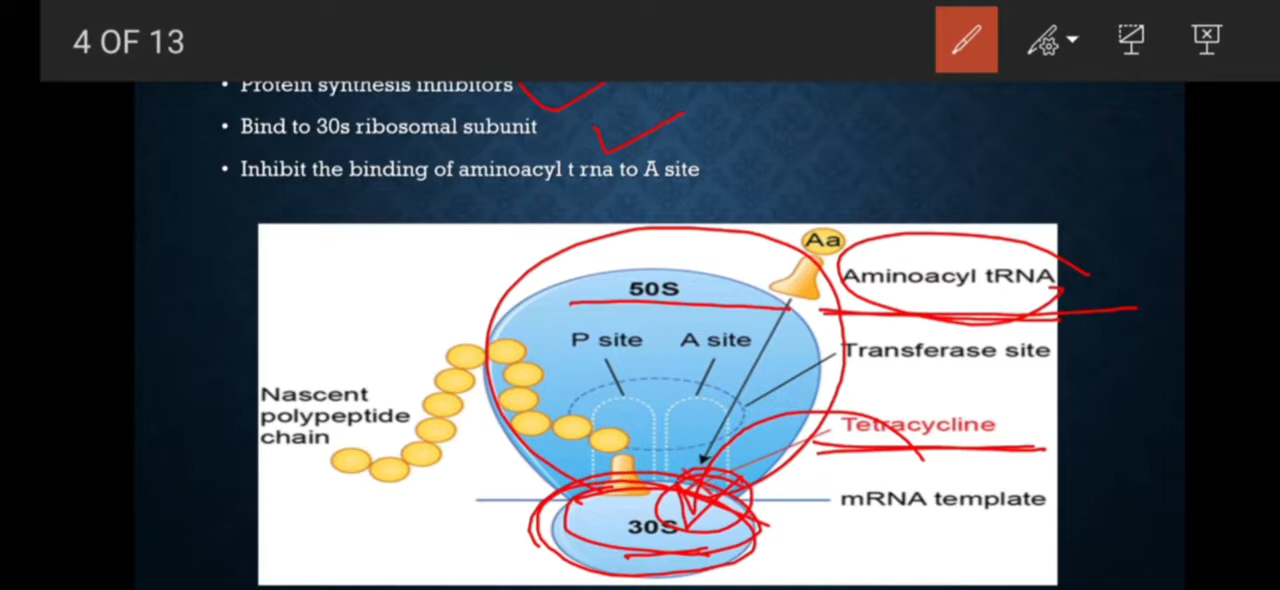 4 OF 13
• Protein synthesis inhibitors
• Bind to 30s ribosomal subunit
• Inhibit the binding of aminoacyl t rna to A site
Aa
Aminoacyl tRNA
50S
P site A site
Transferase site
Nascent
polypeptide
chain
Tetracycline
mRNA template
30S